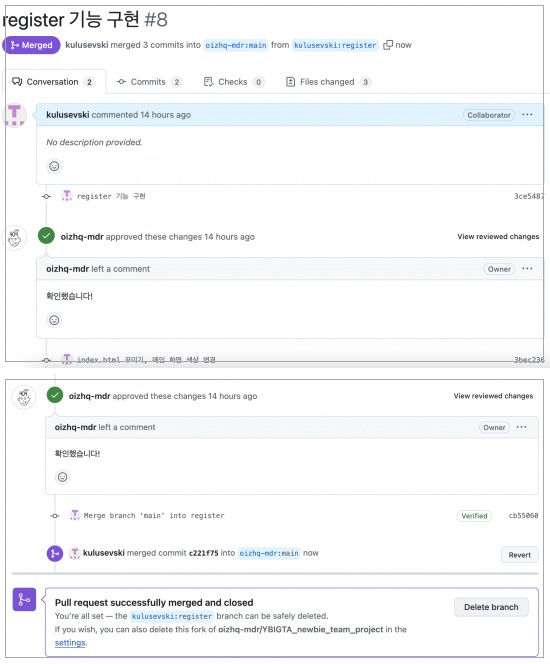 register 기능 구현 #8
Merged kulusevski merged 3 commits into oizhq-mdr:main from kulusevski:register now
Conversation 2 Commits 2 Checks 0 Files changed 3
kulusevski commented 14 hours ago Collaborator ...
No description provided.
register 기능 구현 3ce5487
oizhq-mdr approved these changes 14 hours ago View reviewed changes
oizhq-mdr left a comment Owner ...
확인했습니다!
index.html 꾸미기, 메인 화면 색상 변경 3bec236
oizhq-mdr approved these changes 14 hours ago View reviewed changes
oizhq-mdr left a comment Owner ...
확인했습니다!
Merge branch 'main' into register Verified cb55060
kulusevski merged commit c221f75 into oizhq-mdr:main now Revert
Pull request successfully merged and closed
You're all set — the kulusevski:register branch can be safely deleted. Delete branch
If you wish, you can also delete this fork of oizhq-mdr/YBIGTA_newbie_team_project in the
settings.